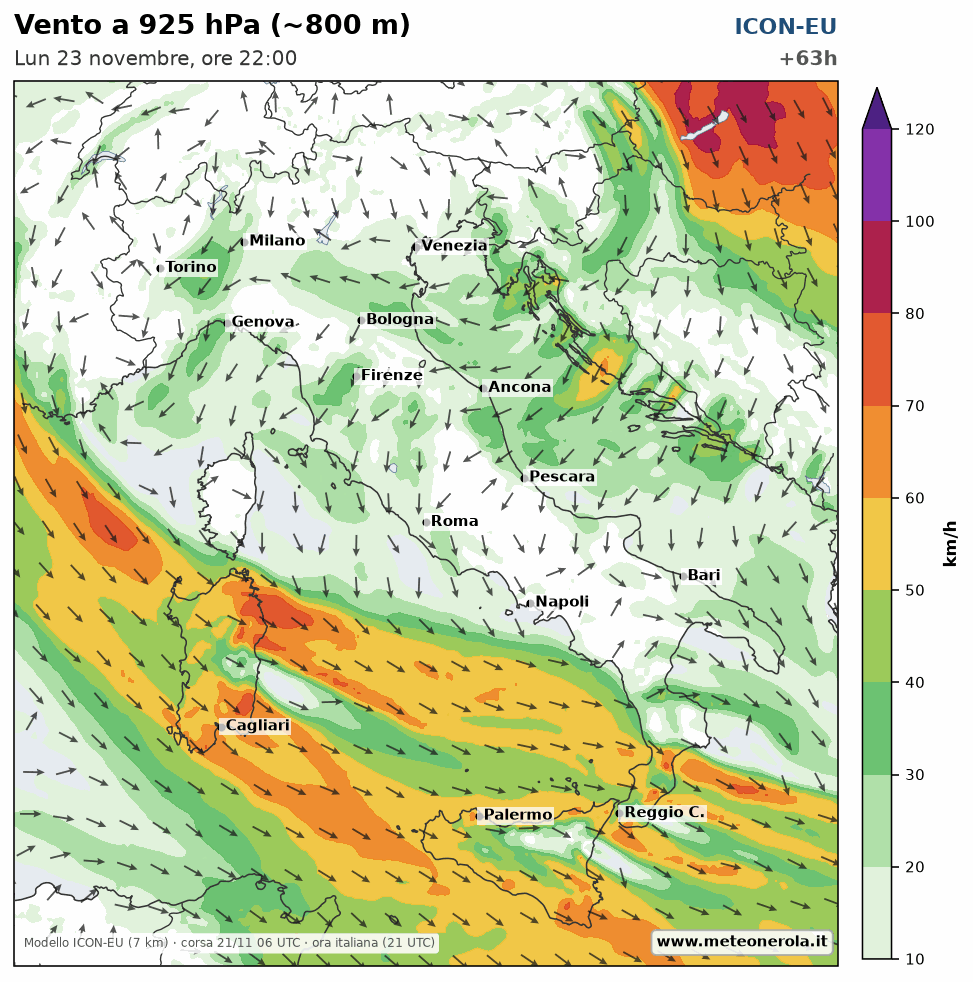 Vento a 925 hPa (~800 m)
ICON-EU
Lun 23 novembre, ore 22:00
+63h
Milano
Venezia
Torino
Genova
Bologna
Firenze
Ancona
Pescara
Roma
Bari
Napoli
Cagliari
Palermo
Reggio C.
120
100
80
70
60
50
40
30
20
10
km/h
Modello ICON-EU (7 km) · corsa 21/11 06 UTC · ora italiana (21 UTC)
www.meteonerola.it